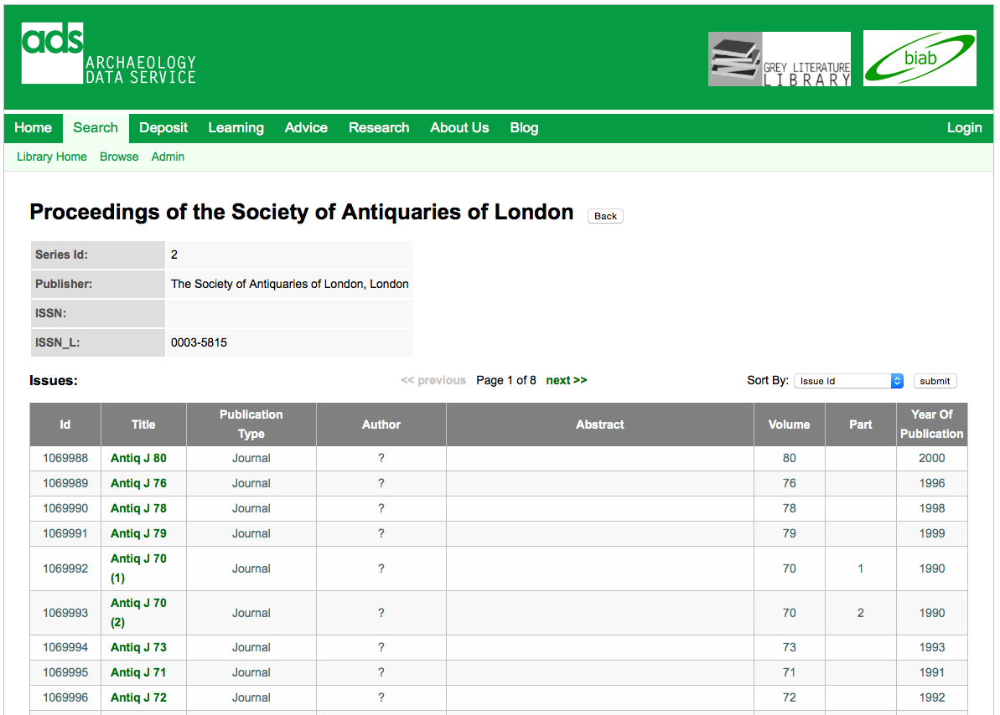 ads
ARCHAEOLOGY
DATA SERVICE
GREY LITERATURE
LIBRARY
biab
Home Search Deposit Learning Advice Research About Us Blog Login
Library Home Browse Admin
Proceedings of the Society of Antiquaries of London Back
Series Id: 2
Publisher: The Society of Antiquaries of London, London
ISSN:
ISSN_L: 0003-5815
Issues: << previous Page 1 of 8 next >> Sort By: Issue Id submit
Id Title Publication Type Author Abstract Volume Part Year Of Publication
1069988 Antiq J 80 Journal ? 80 2000
1069989 Antiq J 76 Journal ? 76 1996
1069990 Antiq J 78 Journal ? 78 1998
1069991 Antiq J 79 Journal ? 79 1999
1069992 Antiq J 70 (1) Journal ? 70 1 1990
1069993 Antiq J 70 (2) Journal ? 70 2 1990
1069994 Antiq J 73 Journal ? 73 1993
1069995 Antiq J 71 Journal ? 71 1991
1069996 Antiq J 72 Journal ? 72 1992